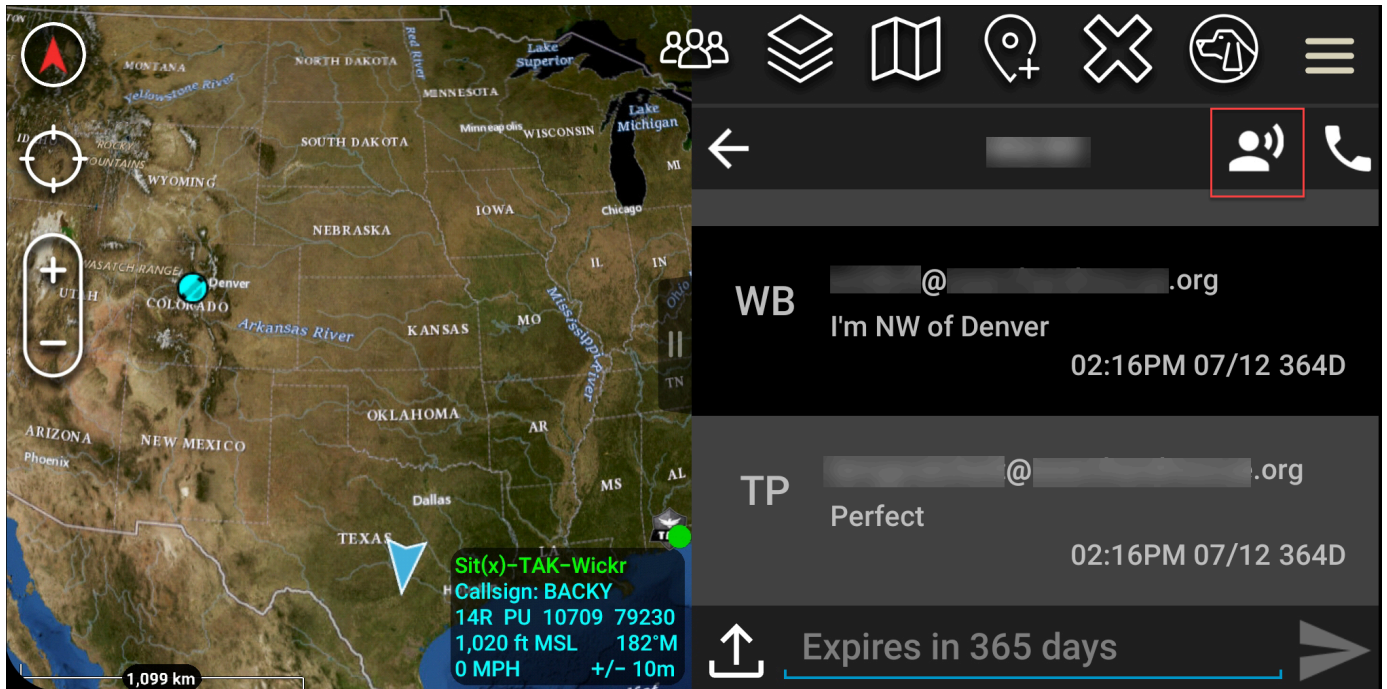 MONTANA
Yellowstone River
NORTH DAKOTA
Red River
Lake
Superior
MINNESOTA
Minneapolis
WISCONSIN
Lake
Michigan
MI
ID
ROCKY
MOUNTAINS
SOUTH DAKOTA
WYOMING
IOWA
Chicago
NEBRASKA
WASATCH RANGE
UTAH
Denver
COLORADO
IL
IN
Ohio
Arkansas River
KANSAS
MO
Mississippi River
TN
OKLAHOMA
AR
ARIZONA
Phoenix
NEW MEXICO
MS
AL
Dallas
TEXAS
LA
Sit(x)-TAK-Wickr
Callsign: BACKY
14R PU 10709 79230
1,020 ft MSL 182°M
0 MPH +/- 10m
1,099 km
WB
@ .org
I'm NW of Denver
02:16PM 07/12 364D
TP
@ .org
Perfect
02:16PM 07/12 364D
Expires in 365 days